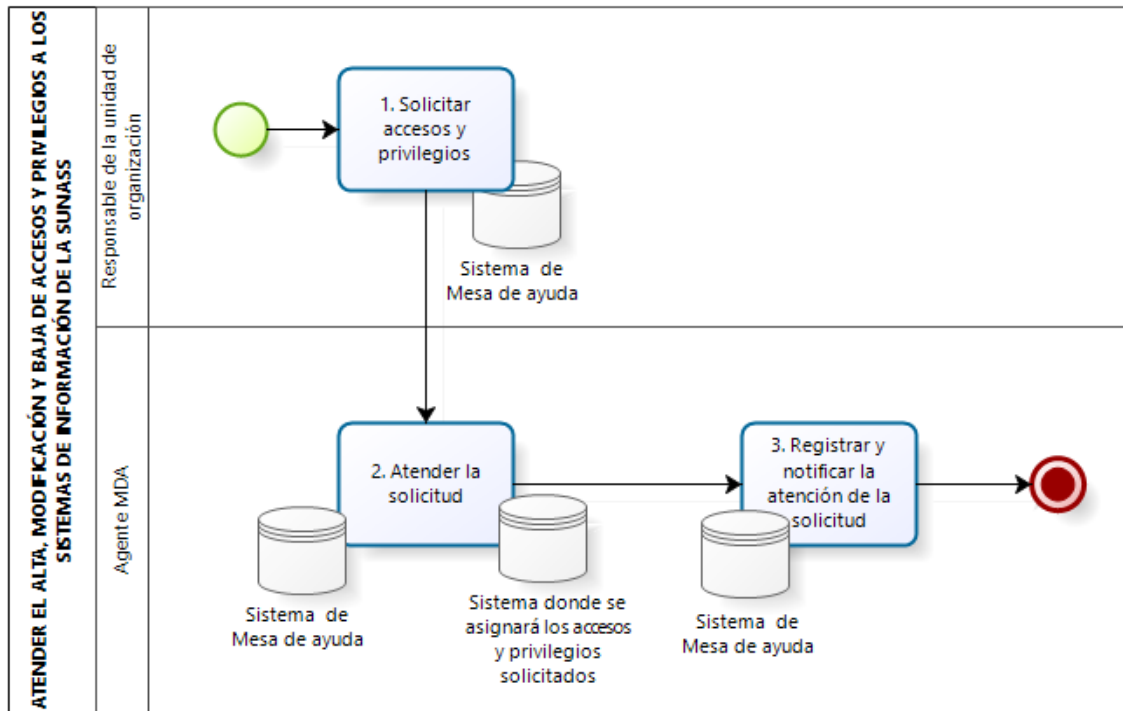 ATENDER EL ALTA, MODIFICACIÓN Y BAJA DE ACCESOS Y PRIVILEGIOS A LOS
SISTEMAS DE INFORMACIÓN DE LA SUNASS
Responsable de la unidad de
organización
1. Solicitar
accesos y
privilegios
Sistema de
Mesa de ayuda
Agente MDA
2. Atender la
solicitud
Sistema de
Mesa de ayuda
Sistema donde se
asignará los accesos
y privilegios
solicitados
3. Registrar y
notificar la
atención de la
solicitud
Sistema de
Mesa de ayuda